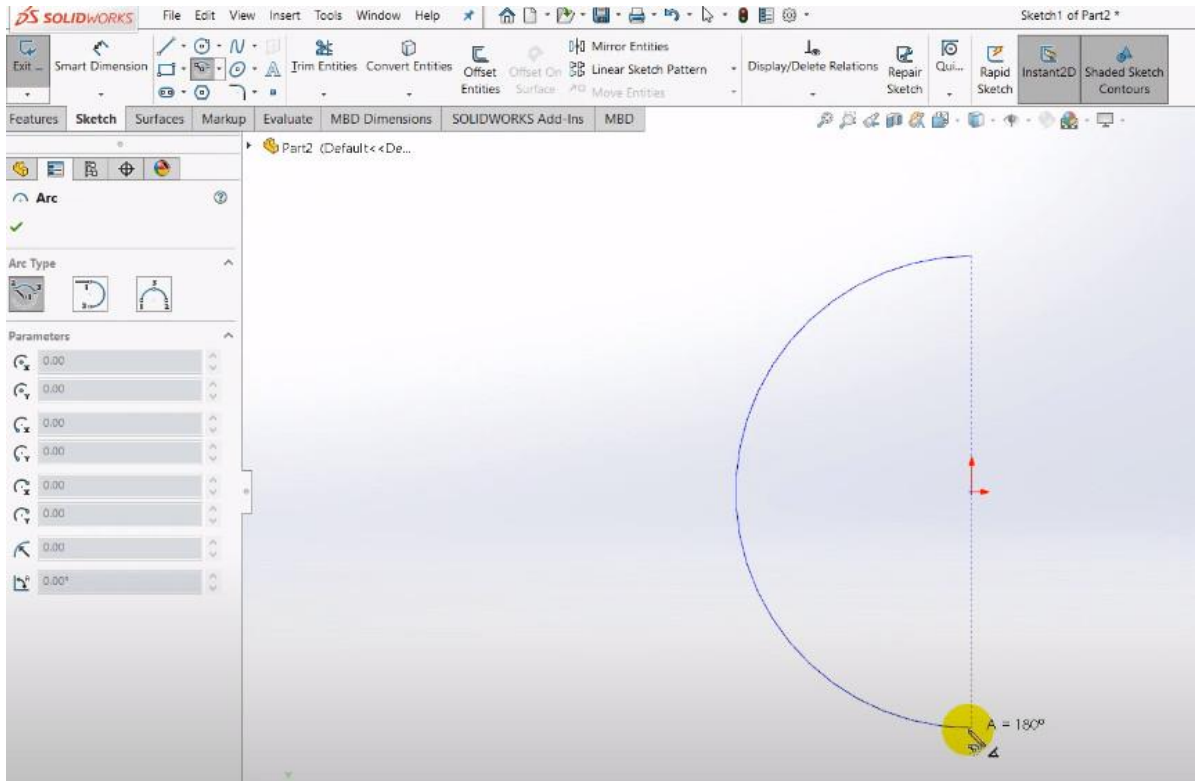 DS SOLIDWORKS File Edit View Insert Tools Window Help Sketch1 of Part2 *
Exit ... Smart Dimension Trim Entities Convert Entities Offset Entities Offset On Surface Mirror Entities Linear Sketch Pattern Move Entities Display/Delete Relations Repair Sketch Qui... Rapid Sketch Instant2D Shaded Sketch Contours
Features Sketch Surfaces Markup Evaluate MBD Dimensions SOLIDWORKS Add-Ins MBD
Part2 (Default<<De...
Arc
Arc Type
Parameters
0.00
0.00
0.00
0.00
0.00
0.00
0.00
0.00°
A = 180º